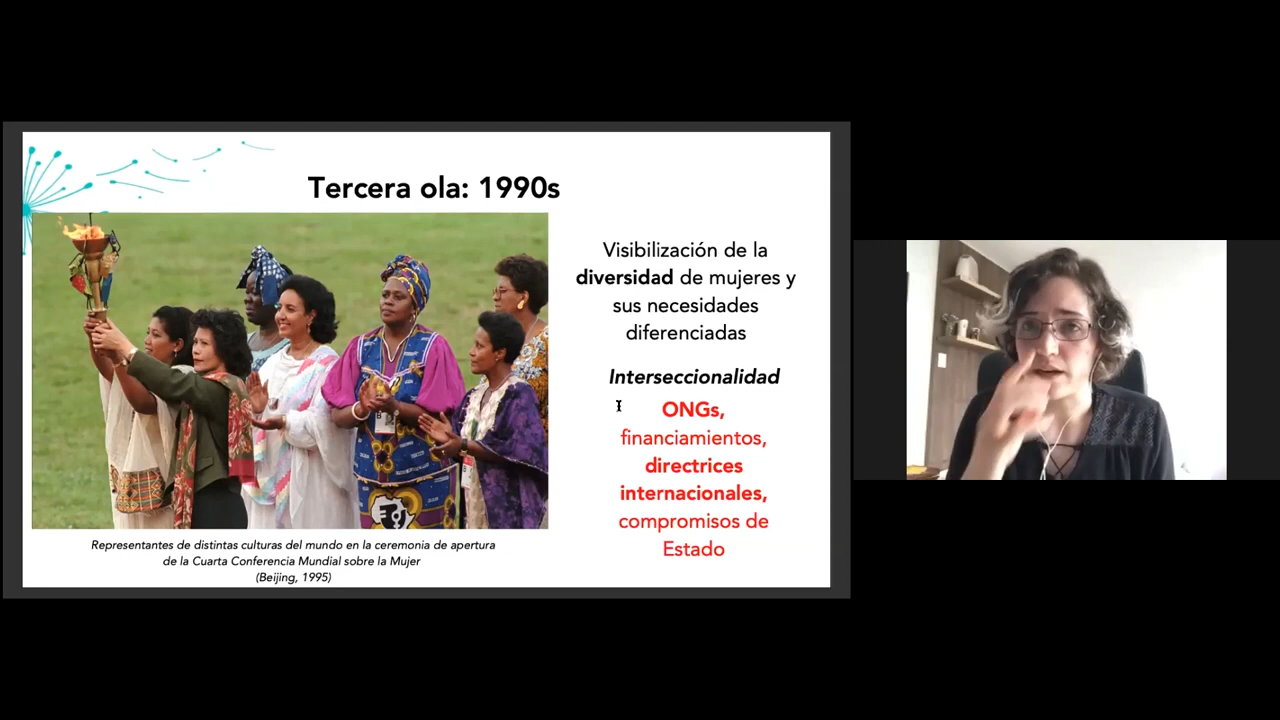 Tercera ola: 1990s
Visibilización de la
diversidad de mujeres y
sus necesidades
diferenciadas
Interseccionalidad
ONGs,
financiamientos,
directrices
internacionales,
compromisos de
Estado
Representantes de distintas culturas del mundo en la ceremonia de apertura
de la Cuarta Conferencia Mundial sobre la Mujer
(Beijing, 1995)